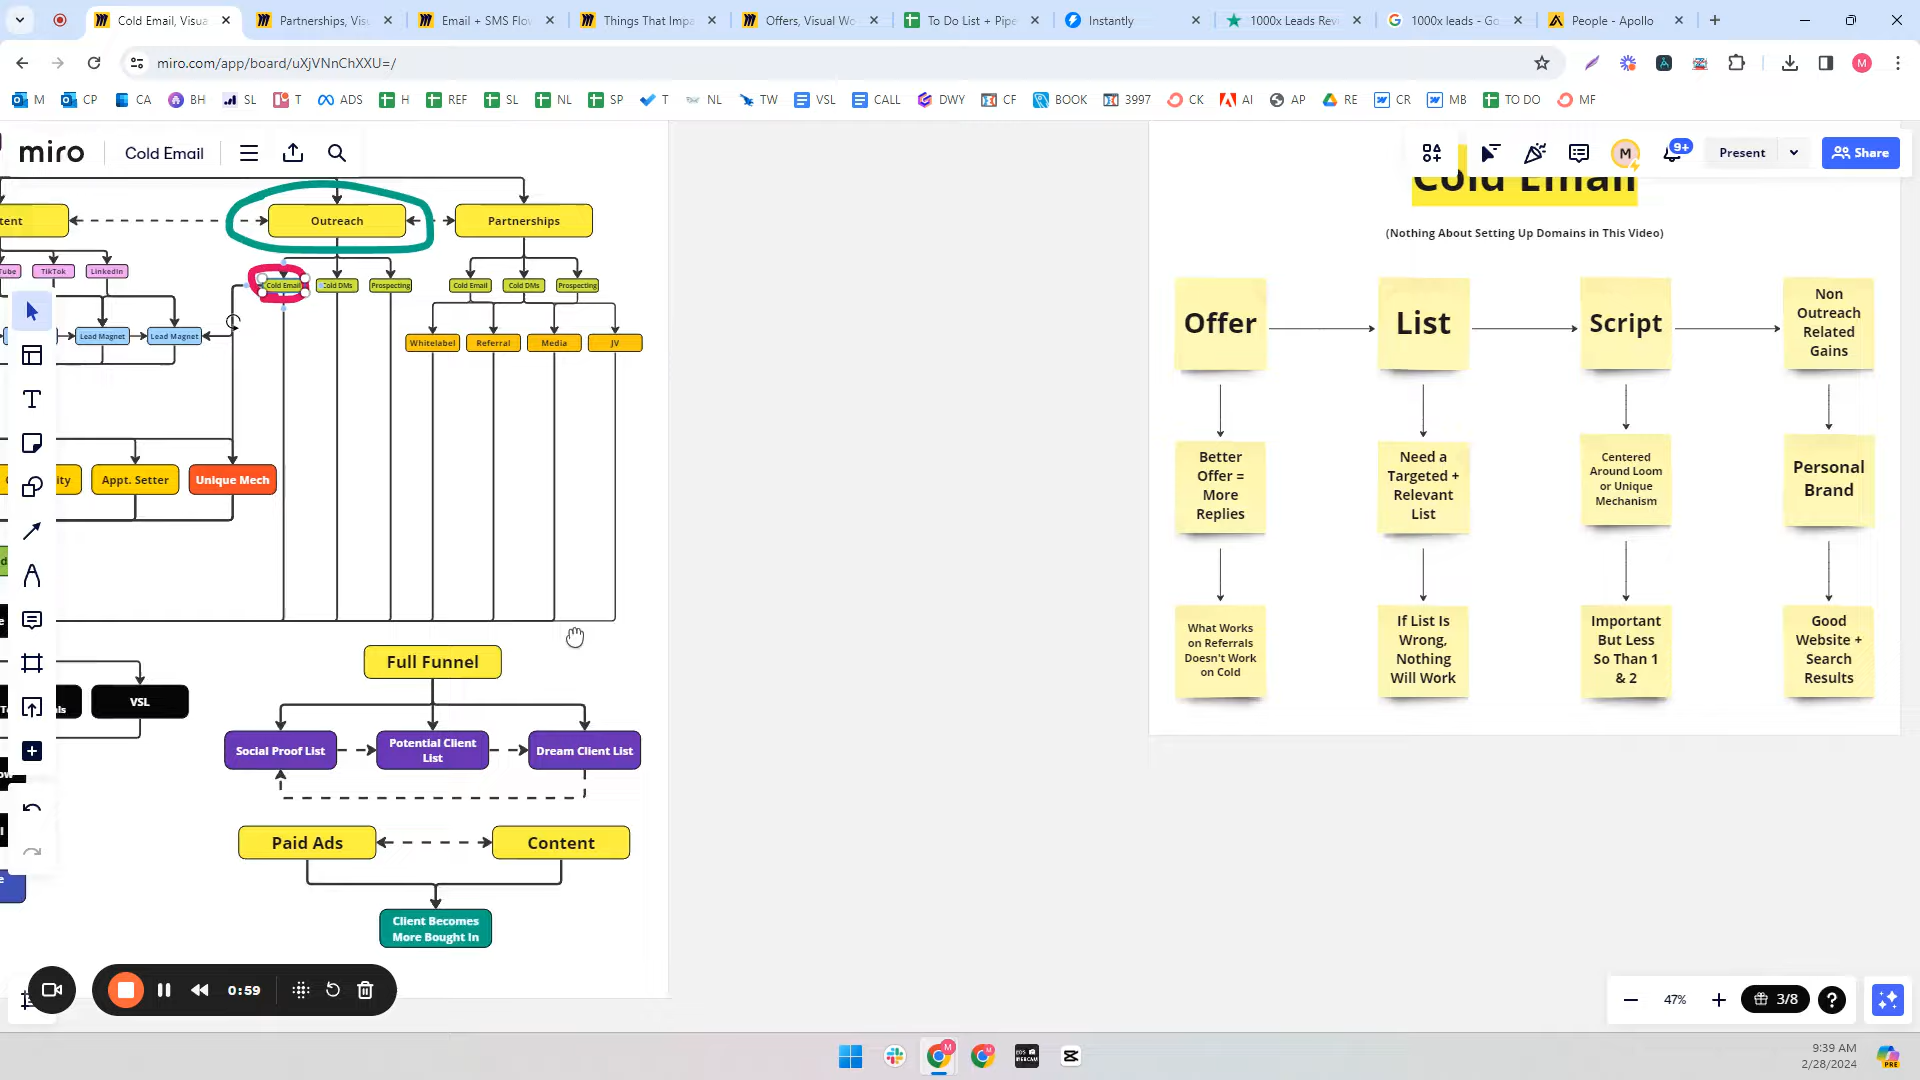 Cold Email, Visua
Partnerships, Visu
Email + SMS Flow
Things That Impa
Offers, Visual Wo
To Do List + Pipe
Instantly
1000x Leads Revi
1000x leads - Go
People - Apollo
miro.com/app/board/uXjVNnChXXU=/
M
CP
CA
BH
SL
T
ADS
H
REF
SL
NL
SP
T
NL
TW
VSL
CALL
DWY
CF
BOOK
3997
CK
AI
AP
RE
CR
MB
TO DO
MF
miro
Cold Email
M
9+
Present
Share
tent
Outreach
Partnerships
Tube
TikTok
Linkedin
Cold Email
Cold DMs
Prospecting
Cold Email
Cold DMs
Prospecting
Lead Magnet
Lead Magnet
Whitelabel
Referral
Media
JV
ity
Appt. Setter
Unique Mech
VSL
Full Funnel
Social Proof List
Potential Client
List
Dream Client List
Paid Ads
Content
Client Becomes
More Bought In
Cold Email
(Nothing About Setting Up Domains in This Video)
Offer
List
Script
Non
Outreach
Related
Gains
Better
Offer =
More
Replies
Need a
Targeted +
Relevant
List
Centered
Around Loom
or Unique
Mechanism
Personal
Brand
What Works
on Referrals
Doesn't Work
on Cold
If List Is
Wrong,
Nothing
Will Work
Important
But Less
So Than 1
& 2
Good
Website +
Search
Results
0:59
47%
3/8
9:39 AM
2/28/2024